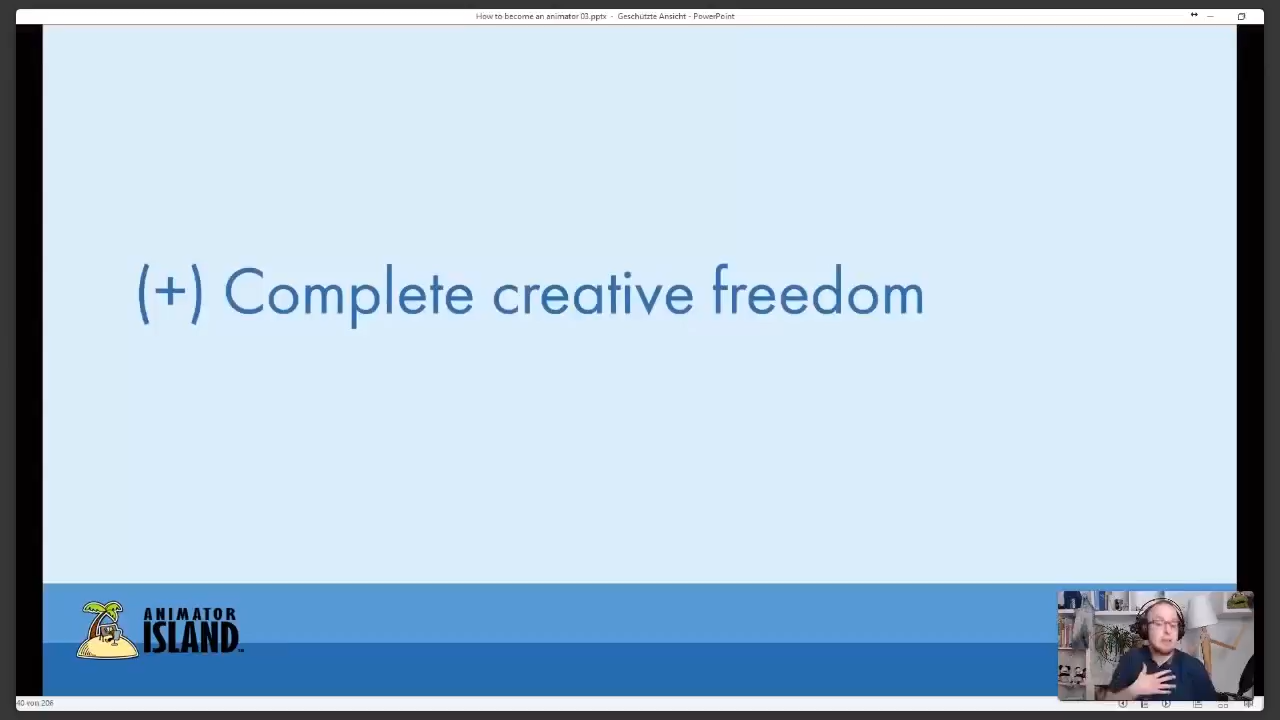 How to become an animator 03.pptx - Geschützte Ansicht - PowerPoint
(+) Complete creative freedom
ANIMATOR
ISLAND
40 von 206